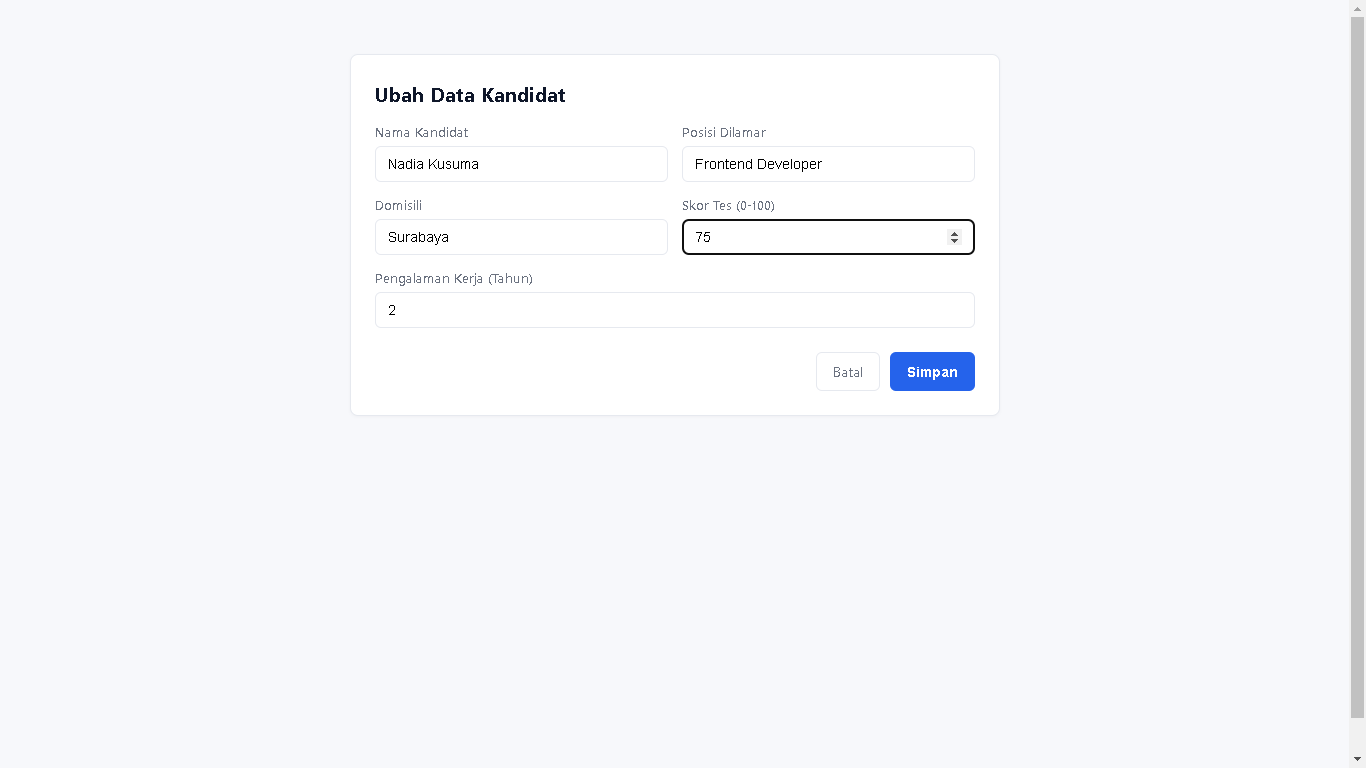 Ubah Data Kandidat
Nama Kandidat
Posisi Dilamar
Nadia Kusuma
Frontend Developer
Domisili
Skor Tes (0-100)
Surabaya
75
Pengalaman Kerja (Tahun)
2
Batal
Simpan